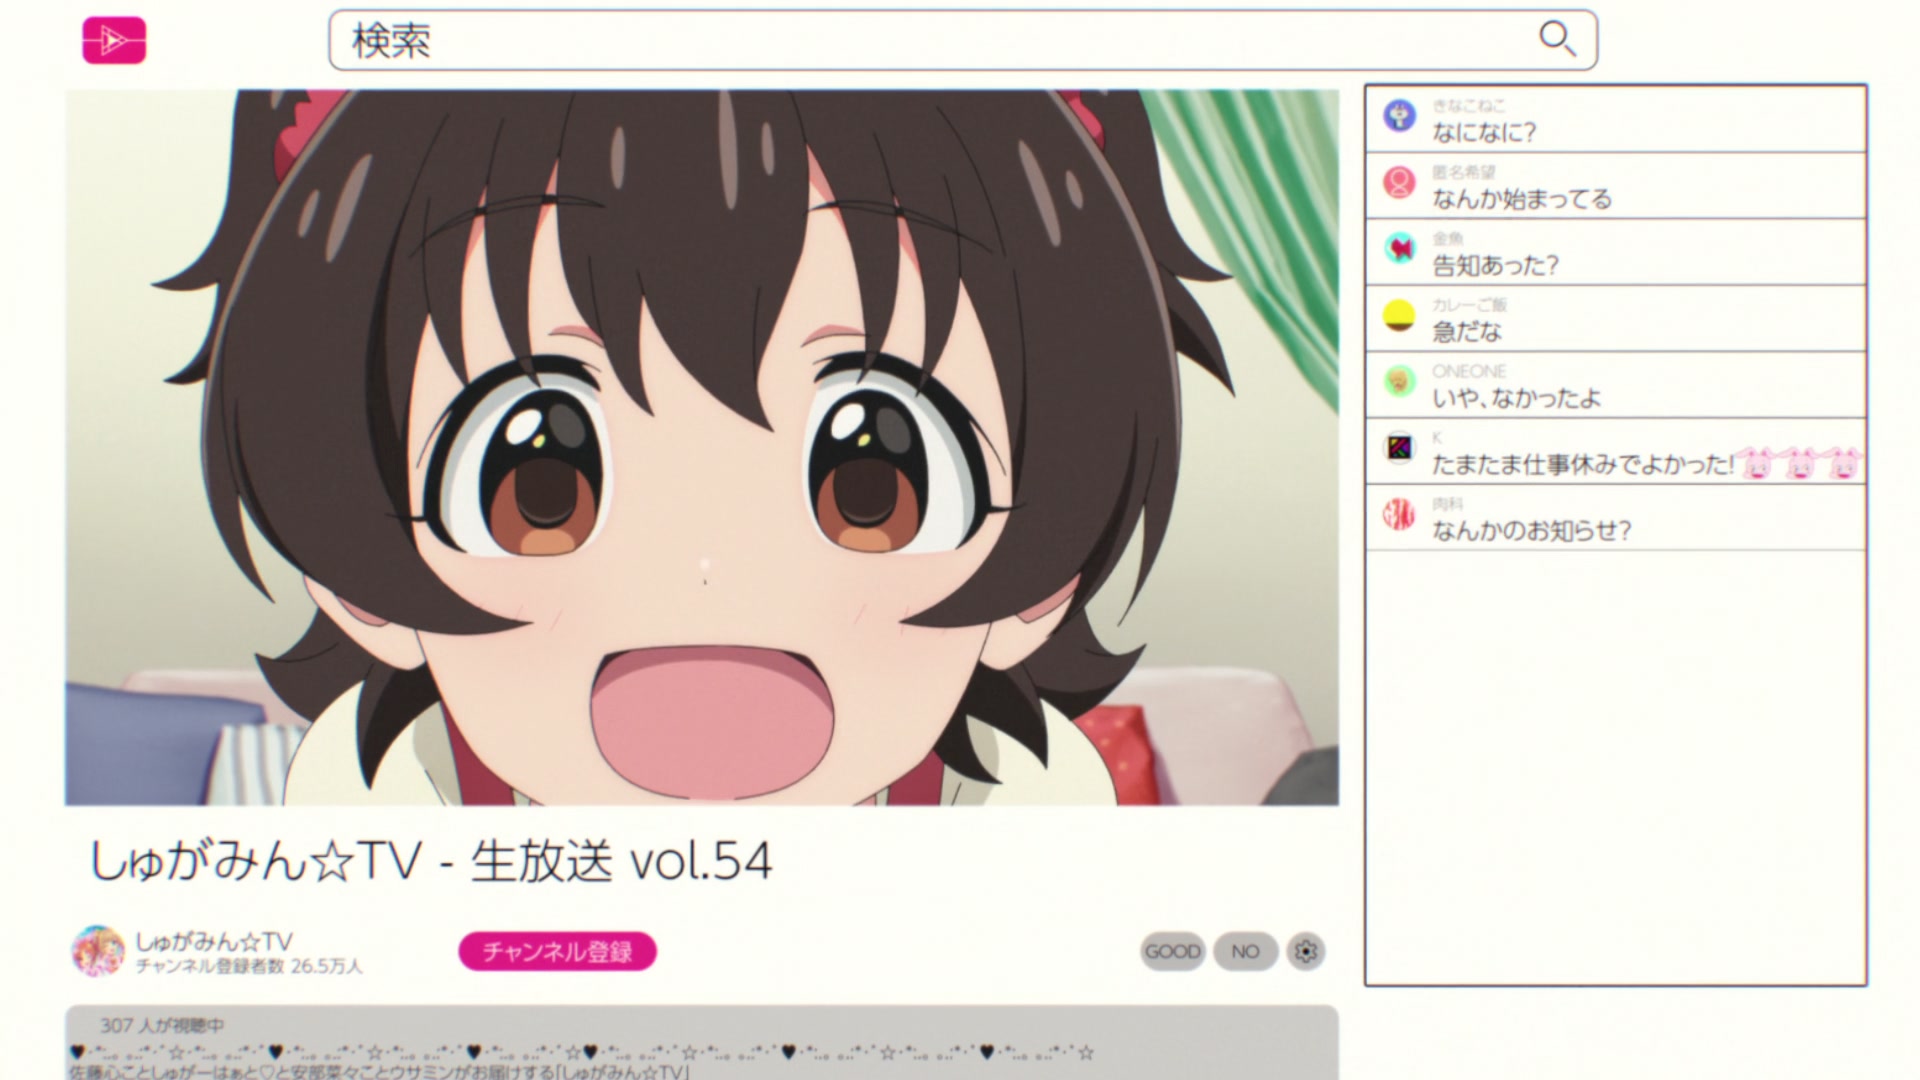 検索
きなこねこ
なになに?
匿名希望
なんか始まってる
金魚
告知あった?
カレーご飯
急だな
ONEONE
いや、なかったよ
K
たまたま仕事休みでよかった!
肉科
なんかのお知らせ?
しゅがみん☆TV - 生放送 vol.54
しゅがみん☆TV
チャンネル登録者数 26.5万人
チャンネル登録
GOOD
NO
307 人が視聴中
佐藤心ことしゅがーはぁと♡と安部菜々ことウサミンがお届けする「しゅがみん☆TV」